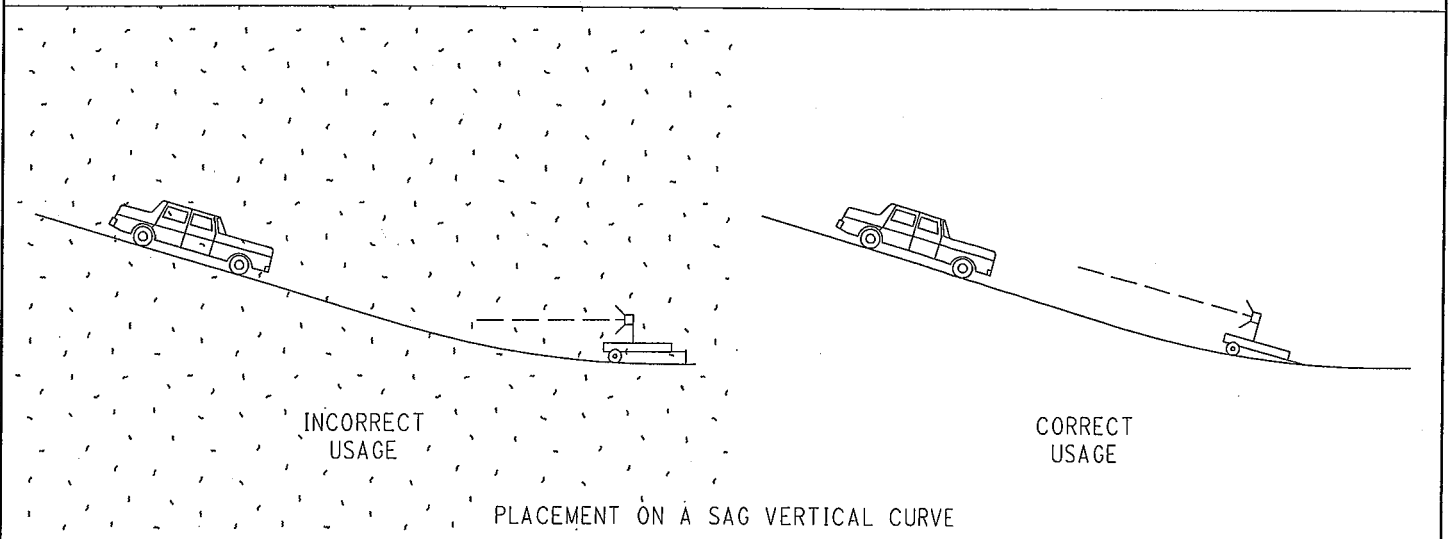 INCORRECT
USAGE
CORRECT
USAGE
PLACEMENT ON A SAG VERTICAL CURVE